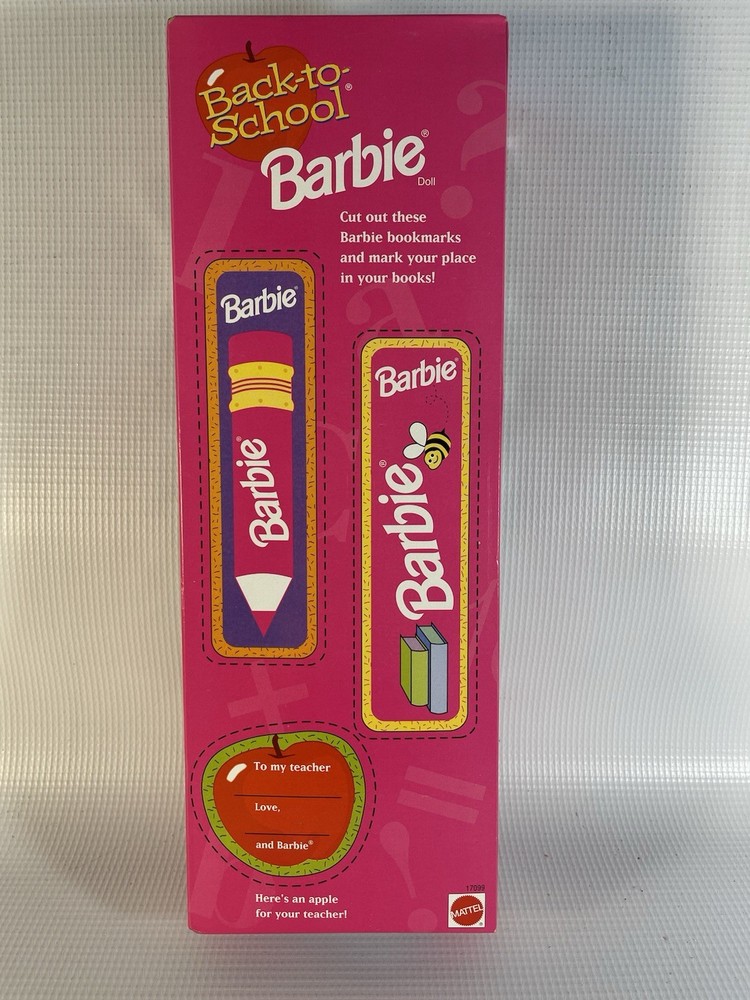 Back-to-
School®
Barbie®
Doll
Cut out these
Barbie bookmarks
and mark your place
in your books!
Barbie®
Barbie®
Barbie®
Barbie®
To my teacher
Love,
and Barbie®
Here's an apple
for your teacher!
17099
MATTEL